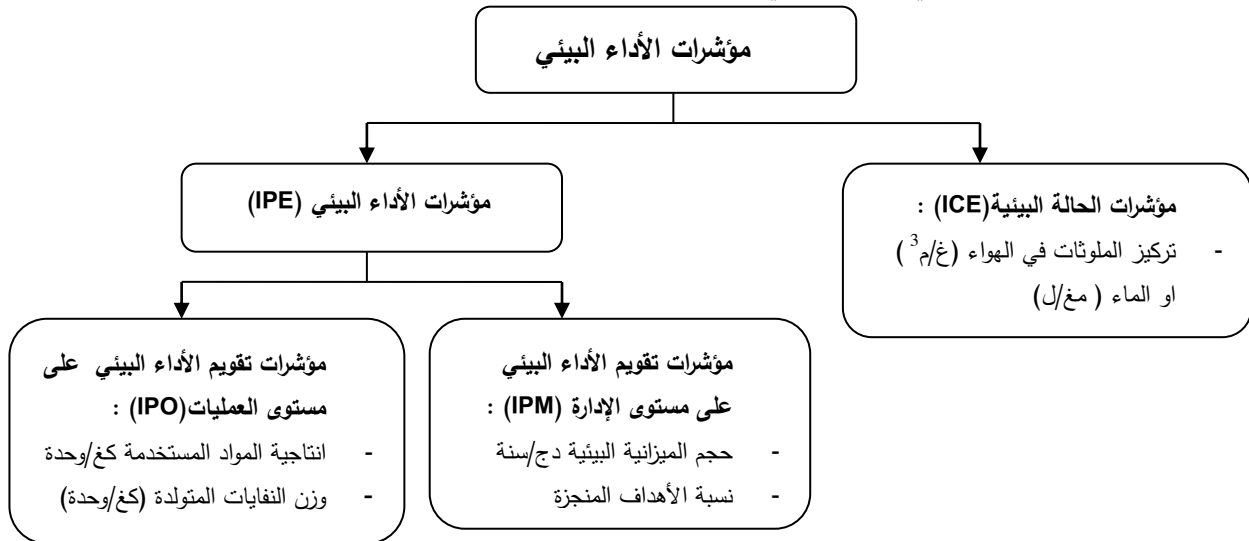 مؤشرات الأداء البيئي
مؤشرات الحالة البيئية(ICE) :
- تركيز الملوثات في الهواء (غ/م3 )
او الماء ( مغ/ل)
مؤشرات الأداء البيئي (IPE)
مؤشرات تقويم الأداء البيئي
على مستوى الإدارة (IPM) :
- حجم الميزانية البيئية دج/سنة
- نسبة الأهداف المنجزة
مؤشرات تقويم الأداء البيئي على
مستوى العمليات(IPO) :
- انتاجية المواد المستخدمة كغ/وحدة
- وزن النفايات المتولدة (كغ/وحدة)